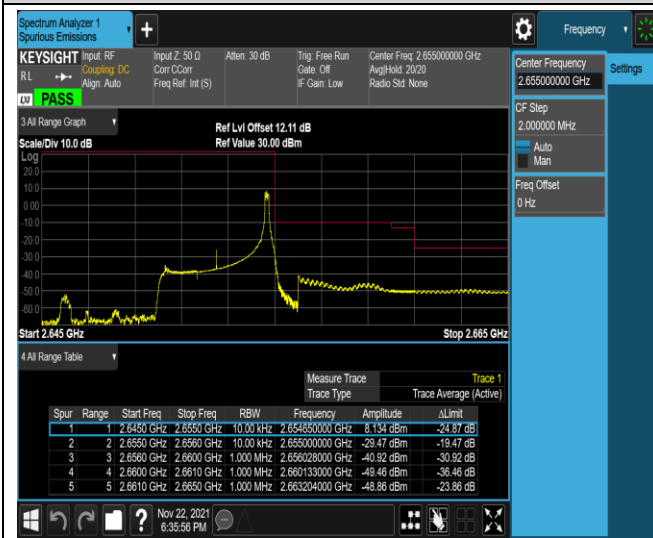 Spectrum Analyzer 1
Spurious Emissions
Frequency
KEYSIGHT
RL
LXI PASS
Input: RF
Coupling: DC
Align: Auto
Input Z: 50 Ω
Corr CCorr
Freq Ref: Int (S)
Atten: 30 dB
Trig: Free Run
Gate: Off
IF Gain: Low
Center Freq: 2.655000000 GHz
Avg|Hold: 20/20
Radio Std: None
Center Frequency
2.655000000 GHz
Settings
CF Step
2.000000 MHz
Auto
Man
Freq Offset
0 Hz
3 All Range Graph
Scale/Div 10.0 dB
Ref Lvl Offset 12.11 dB
Ref Value 30.00 dBm
Log
20.0
10.0
0.00
-10.0
-20.0
-30.0
-40.0
-50.0
-60.0
Start 2.645 GHz
Stop 2.665 GHz
4 All Range Table
Measure Trace Trace 1
Trace Type Trace Average (Active)
Spur Range Start Freq Stop Freq RBW Frequency Amplitude ΔLimit
1 1 2.6450 GHz 2.6550 GHz 10.00 kHz 2.654650000 GHz 8.134 dBm -24.87 dB
2 2 2.6550 GHz 2.6560 GHz 10.00 kHz 2.655000000 GHz -29.47 dBm -19.47 dB
3 3 2.6560 GHz 2.6600 GHz 1.000 MHz 2.656028000 GHz -40.92 dBm -30.92 dB
4 4 2.6600 GHz 2.6610 GHz 1.000 MHz 2.660133000 GHz -49.46 dBm -36.46 dB
5 5 2.6610 GHz 2.6650 GHz 1.000 MHz 2.663204000 GHz -48.86 dBm -23.86 dB
Nov 22, 2021
6:35:56 PM